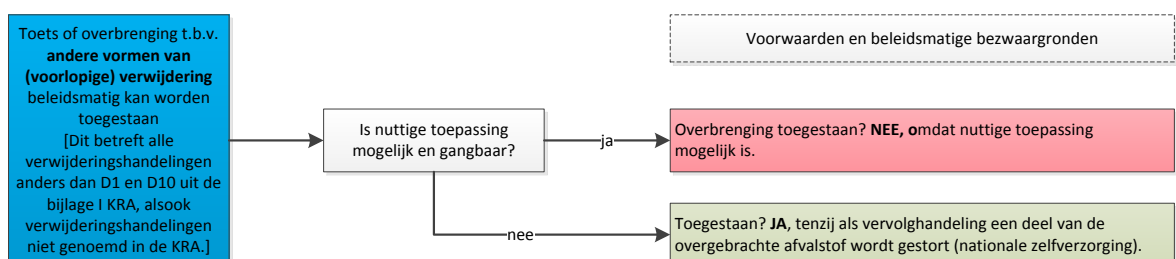 Toets of overbrenging t.b.v.
andere vormen van
(voorlopige) verwijdering
beleidsmatig kan worden
toegestaan
[Dit betreft alle
verwijderingshandelingen
anders dan D1 en D10 uit de
bijlage I KRA, alsook
verwijderingshandelingen
niet genoemd in de KRA.]
Is nuttige toepassing
mogelijk en gangbaar?
ja
nee
Voorwaarden en beleidsmatige bezwaargronden
Overbrenging toegestaan? NEE, omdat nuttige toepassing
mogelijk is.
Toegestaan? JA, tenzij als vervolghandeling een deel van de
overgebrachte afvalstof wordt gestort (nationale zelfverzorging).